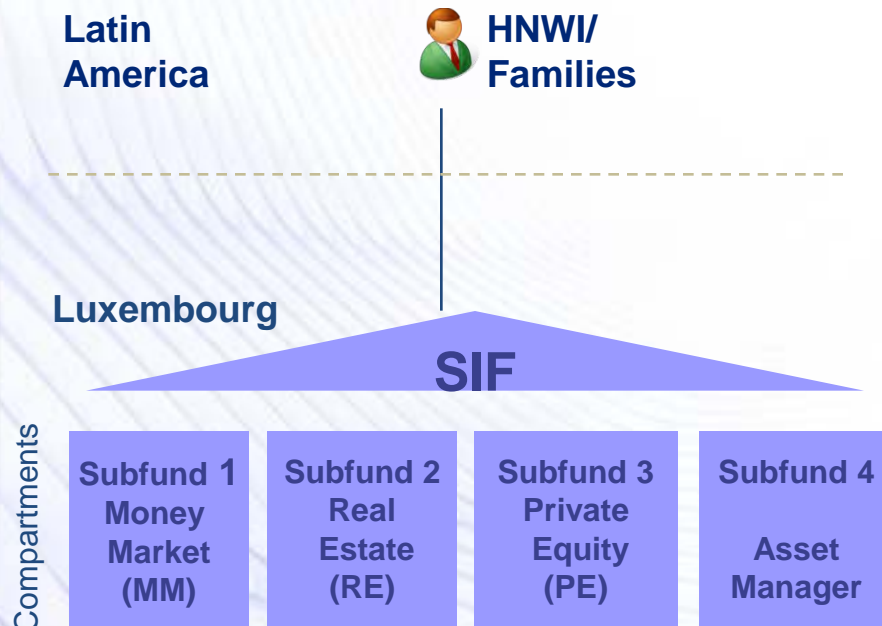 Latin
America
HNWI/
Families
Luxembourg
SIF
Compartments
Subfund 1
Money
Market
(MM)
Subfund 2
Real
Estate
(RE)
Subfund 3
Private
Equity
(PE)
Subfund 4
Asset
Manager